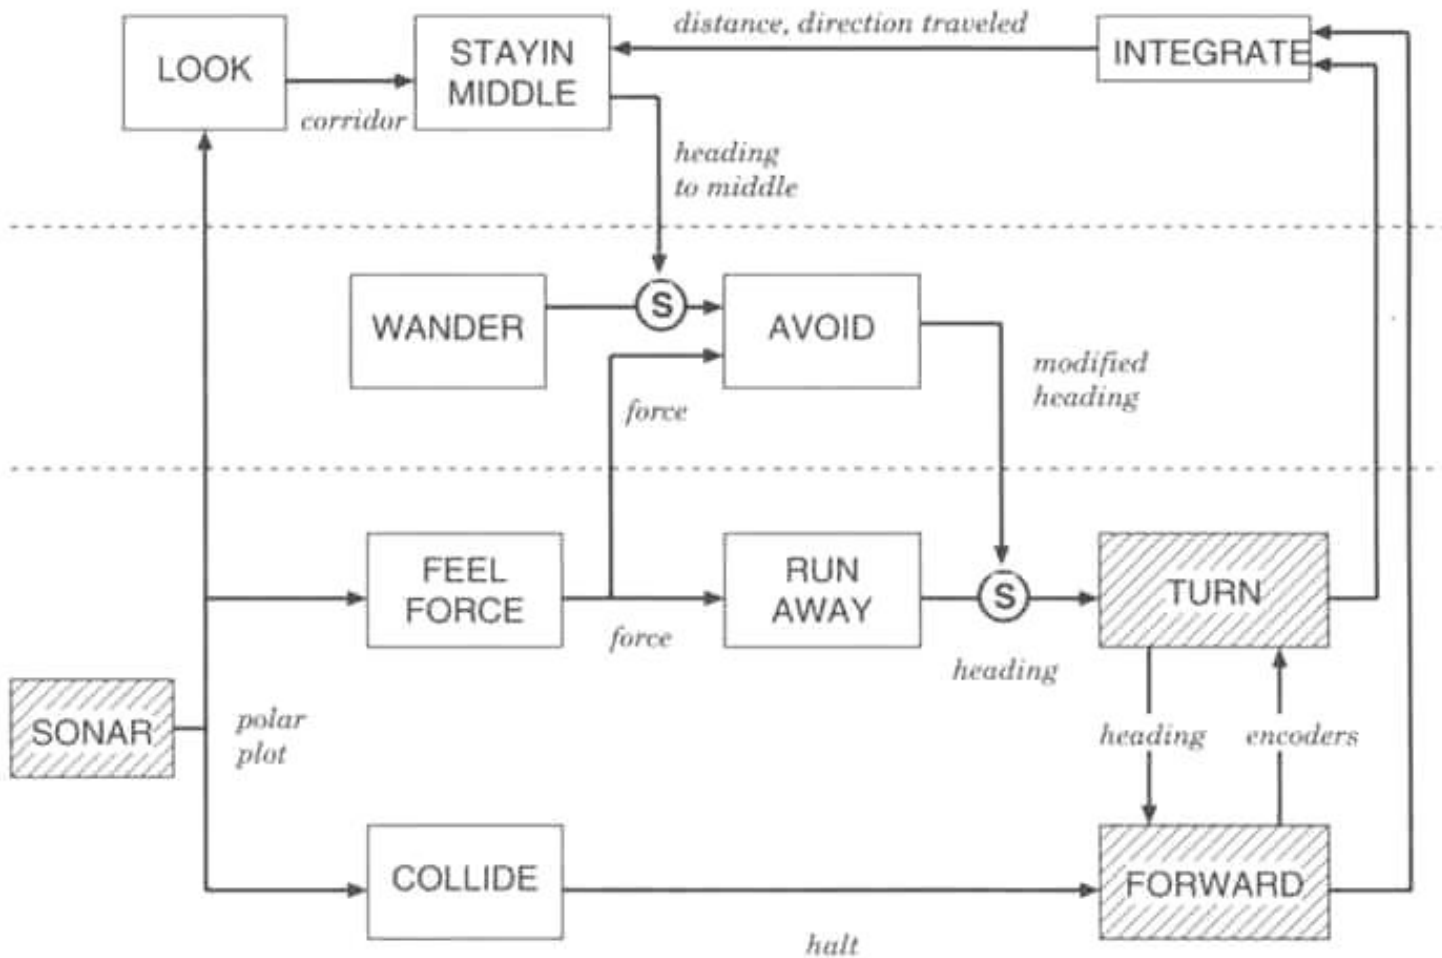 distance, direction traveled
LOOK
STAYIN
MIDDLE
INTEGRATE
corridor
heading
to middle
WANDER
S
AVOID
modified
heading
force
FEEL
FORCE
RUN
AWAY
S
TURN
force
heading
SONAR
polar
plot
heading
encoders
COLLIDE
FORWARD
halt